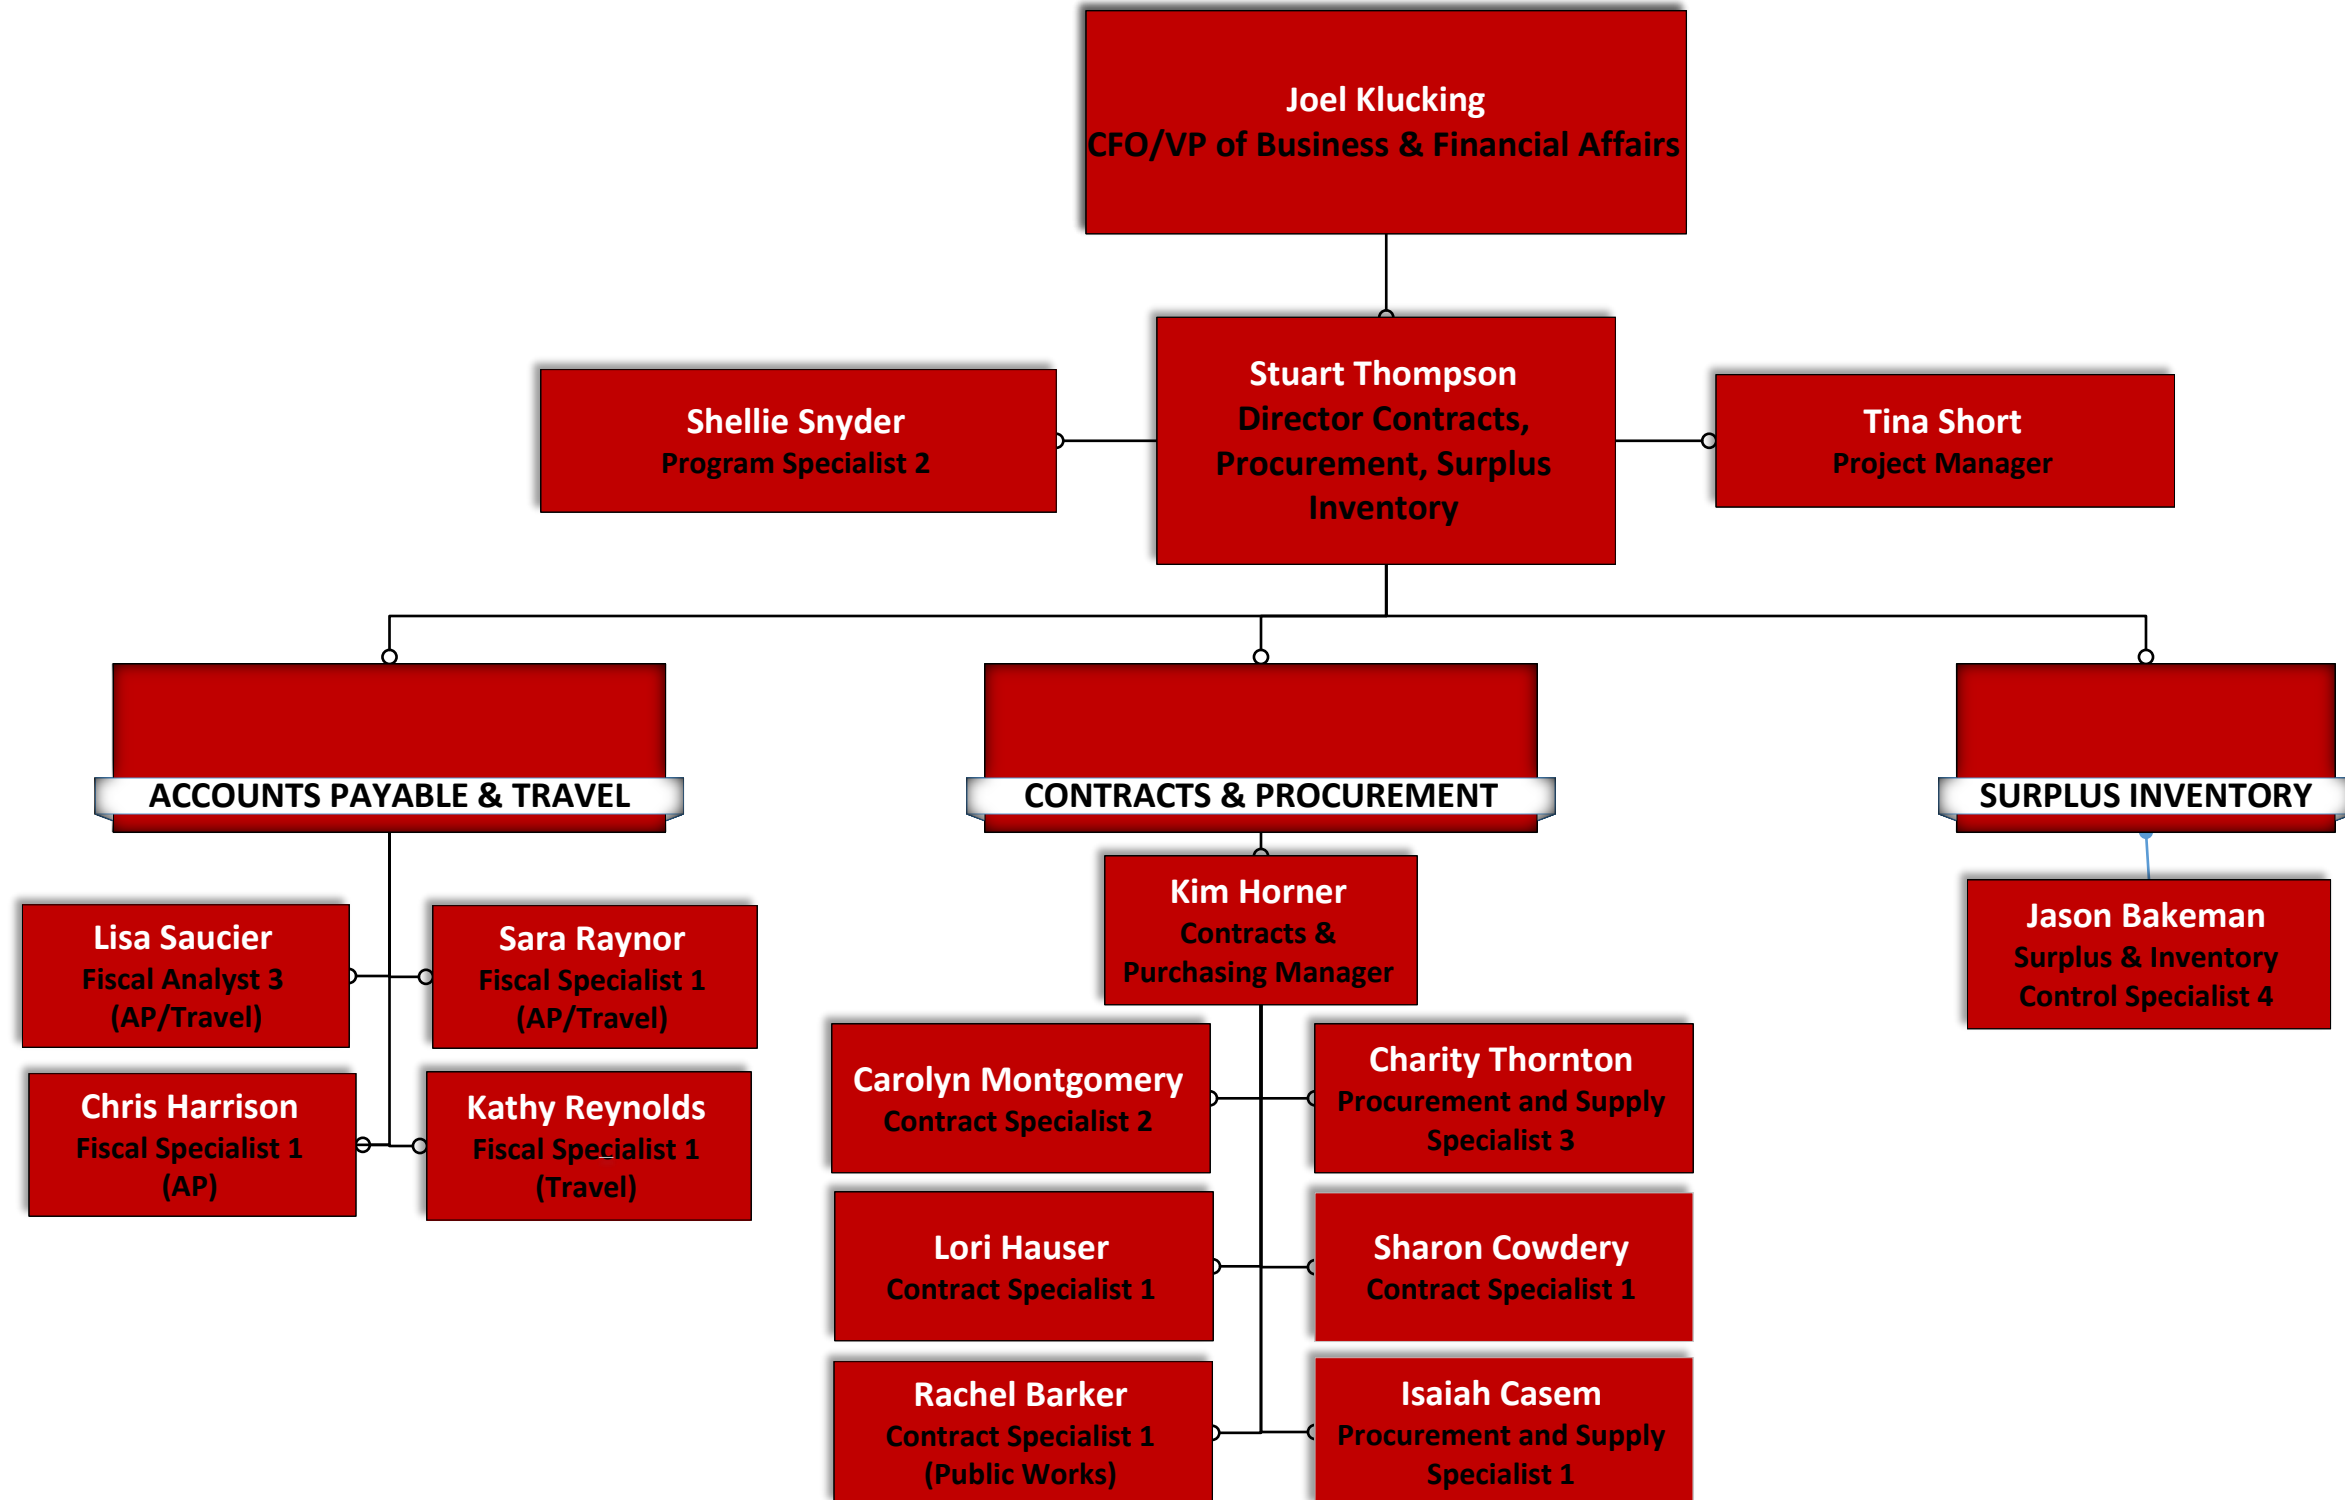 Joel Klucking
CFO/VP of Business & Financial Affairs
Stuart Thompson
Director Contracts,
Procurement, Surplus
Inventory
Shellie Snyder
Program Specialist 2
Tina Short
Project Manager
ACCOUNTS PAYABLE & TRAVEL
CONTRACTS & PROCUREMENT
SURPLUS INVENTORY
Lisa Saucier
Fiscal Analyst 3
(AP/Travel)
Sara Raynor
Fiscal Specialist 1
(AP/Travel)
Chris Harrison
Fiscal Specialist 1
(AP)
Kathy Reynolds
Fiscal Specialist 1
(Travel)
Kim Horner
Contracts &
Purchasing Manager
Carolyn Montgomery
Contract Specialist 2
Charity Thornton
Procurement and Supply
Specialist 3
Lori Hauser
Contract Specialist 1
Sharon Cowdery
Contract Specialist 1
Rachel Barker
Contract Specialist 1
(Public Works)
Isaiah Casem
Procurement and Supply
Specialist 1
Jason Bakeman
Surplus & Inventory
Control Specialist 4